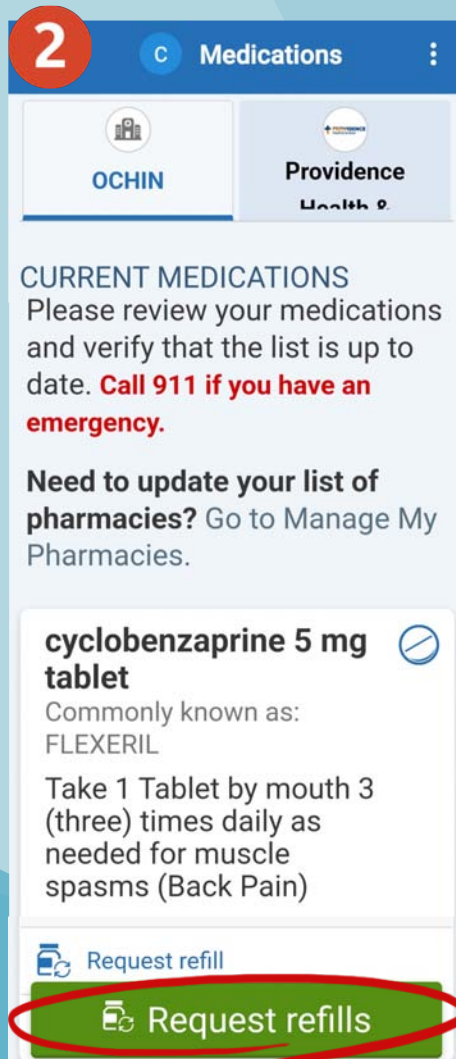 2
C Medications
OCHIN
PROVIDENCE
Providence
Health &
CURRENT MEDICATIONS
Please review your medications
and verify that the list is up to
date. Call 911 if you have an
emergency.
Need to update your list of
pharmacies? Go to Manage My
Pharmacies.
cyclobenzaprine 5 mg
tablet
Commonly known as:
FLEXERIL
Take 1 Tablet by mouth 3
(three) times daily as
needed for muscle
spasms (Back Pain)
Request refill
Request refills